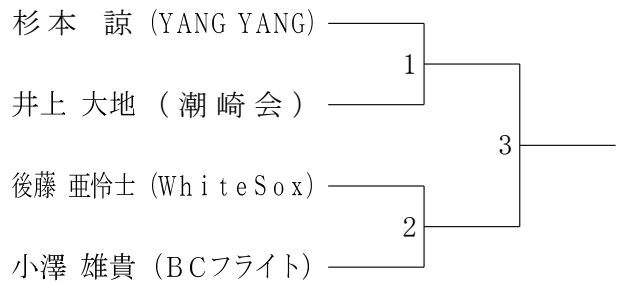 杉本 諒 (YANG YANG)
1
井上 大地 (潮崎会)
3
後藤 亜怜士 (WhiteSox)
2
小澤 雄貴 (BCフライト)